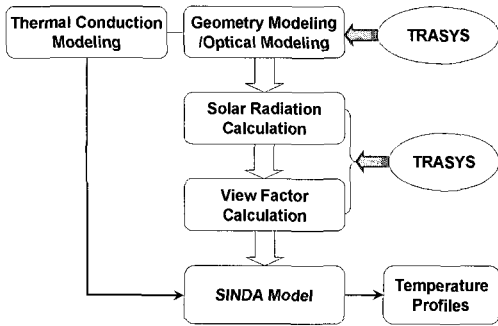 Thermal Conduction
Modeling
Geometry Modeling
/Optical Modeling
TRASYS
Solar Radiation
Calculation
TRASYS
View Factor
Calculation
SINDA Model
Temperature
Profiles